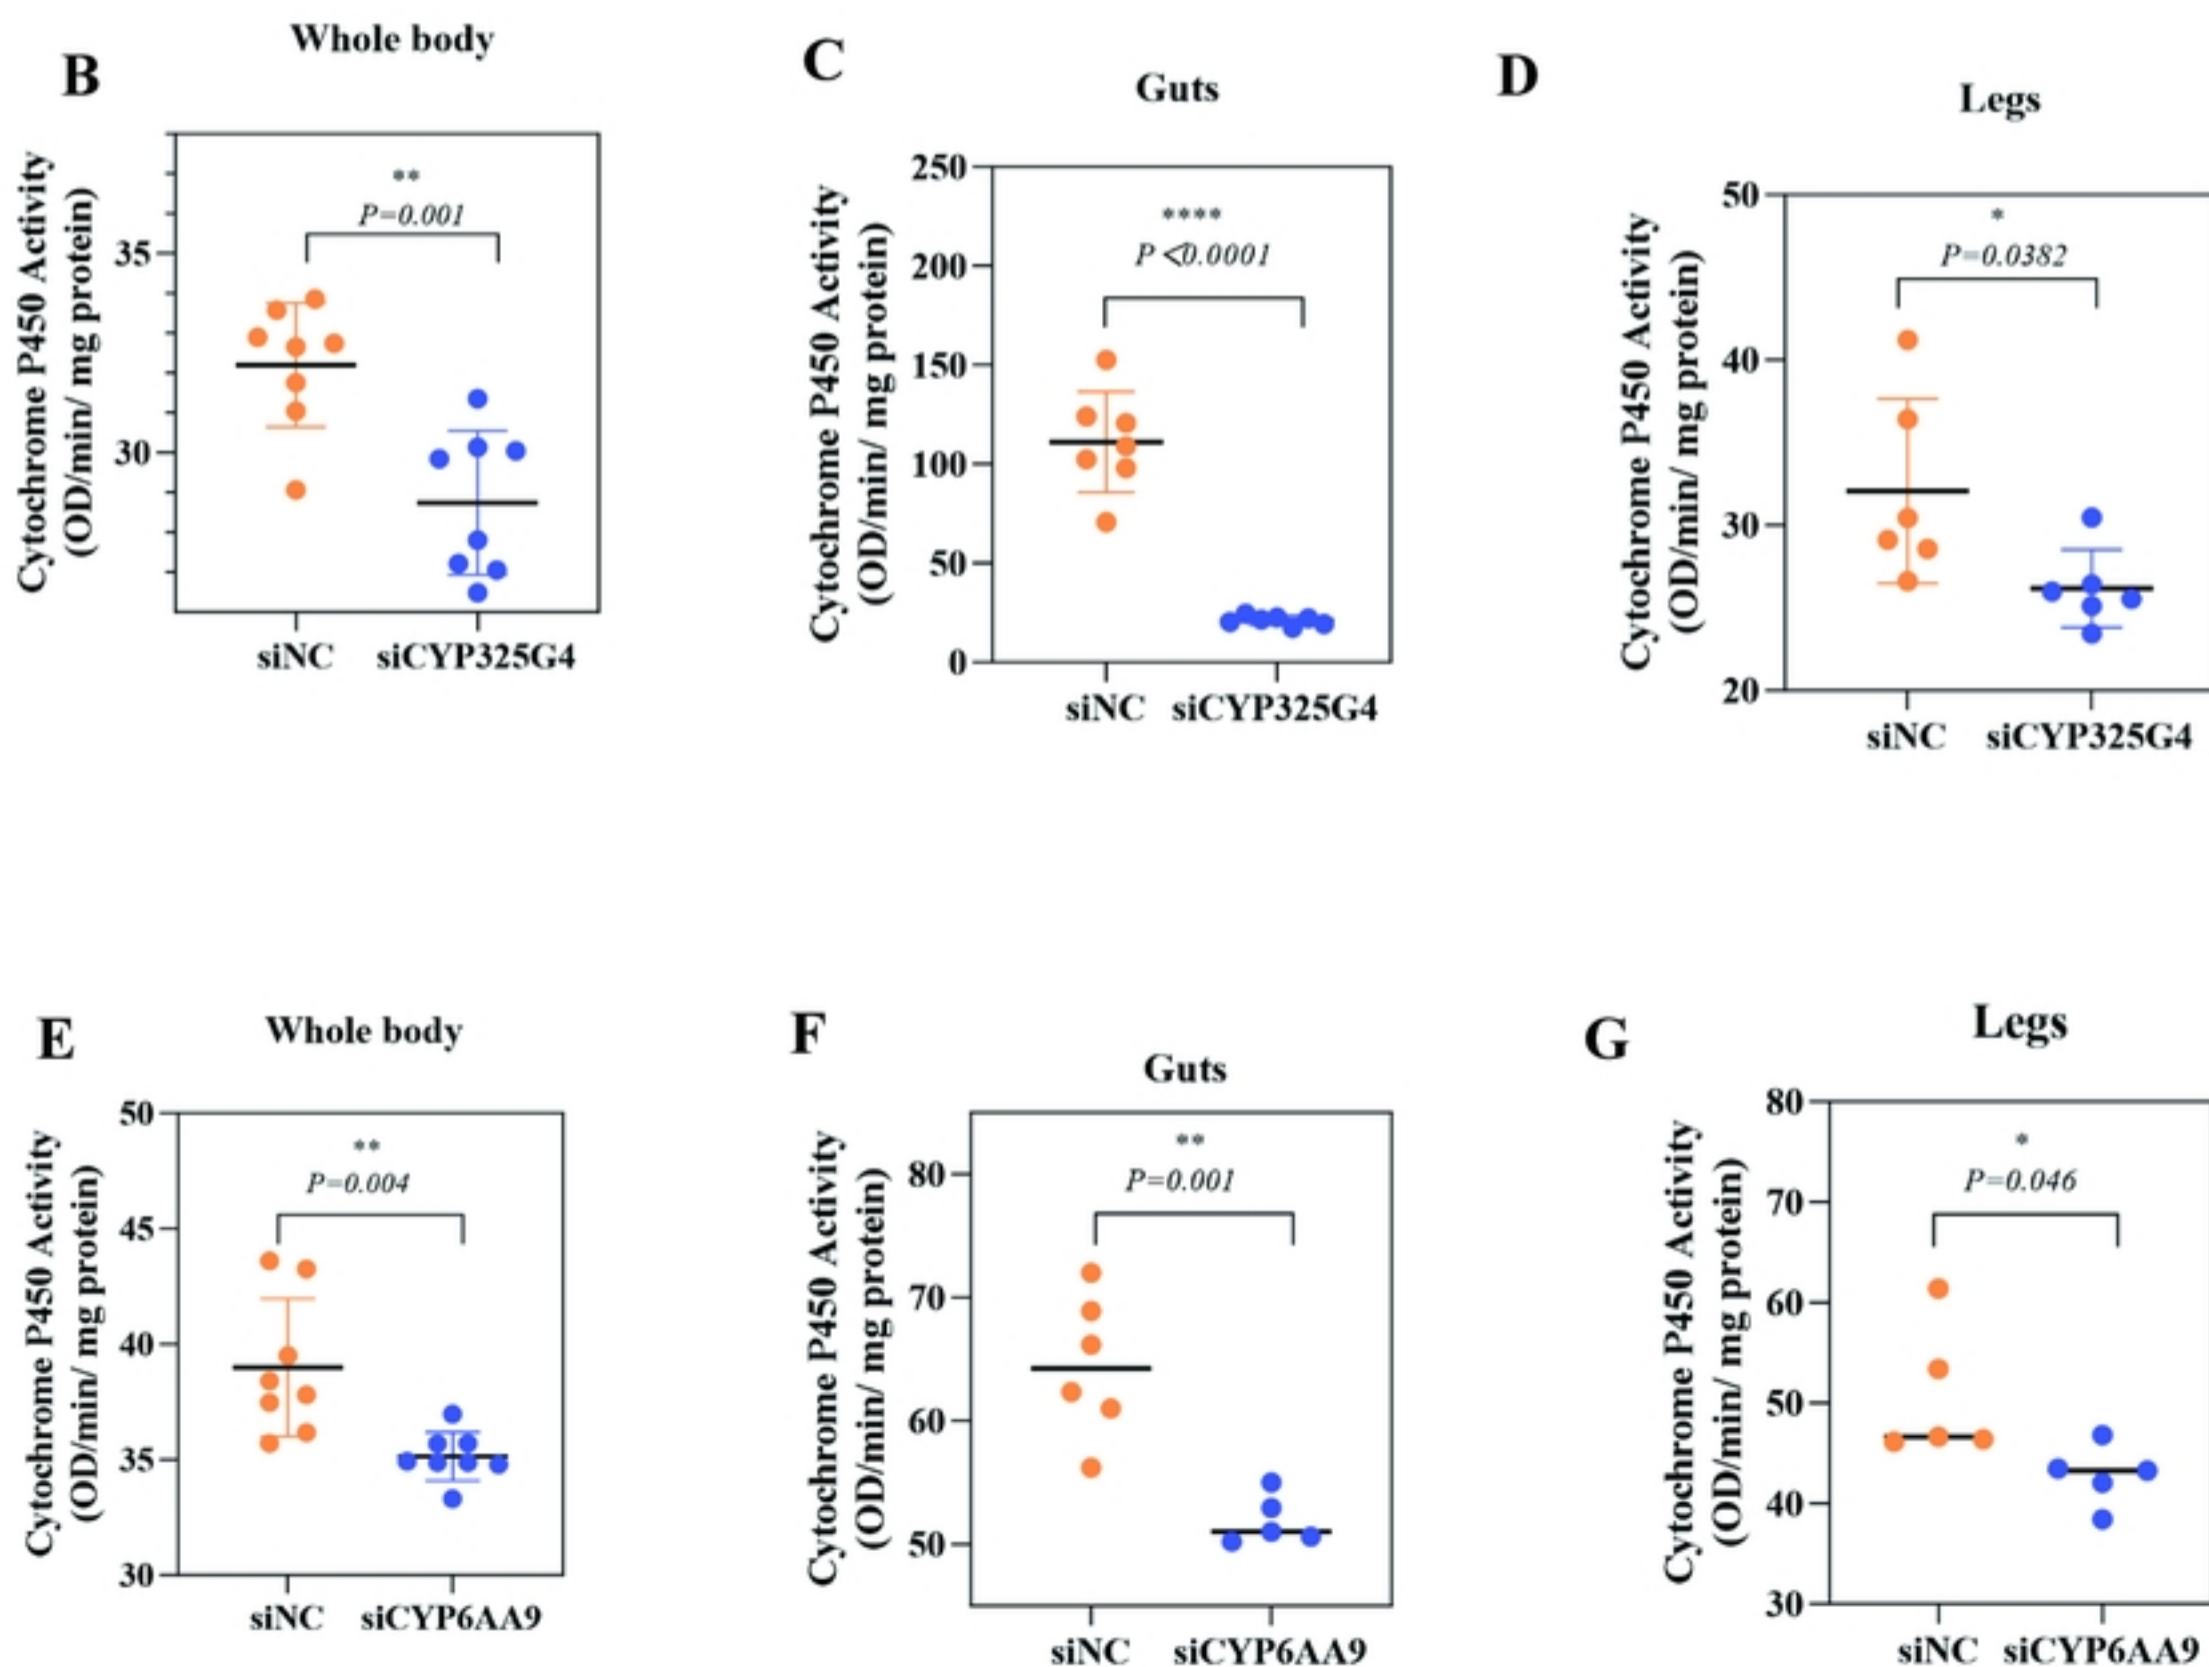 B
Whole body
Cytochrome P450 Activity
(OD/min/ mg protein)
**
P=0.001
35
30
siNC
siCYP325G4
C
Guts
Cytochrome P450 Activity
(OD/min/ mg protein)
250
200
150
100
50
0
****
P <0.0001
siNC
siCYP325G4
D
Legs
Cytochrome P450 Activity
(OD/min/ mg protein)
50
40
30
20
*
P=0.0382
siNC
siCYP325G4
E
Whole body
Cytochrome P450 Activity
(OD/min/ mg protein)
50
45
40
35
30
**
P=0.004
siNC
siCYP6AA9
F
Guts
Cytochrome P450 Activity
(OD/min/ mg protein)
80
70
60
50
**
P=0.001
siNC
siCYP6AA9
G
Legs
Cytochrome P450 Activity
(OD/min/ mg protein)
80
70
60
50
40
30
*
P=0.046
siNC
siCYP6AA9